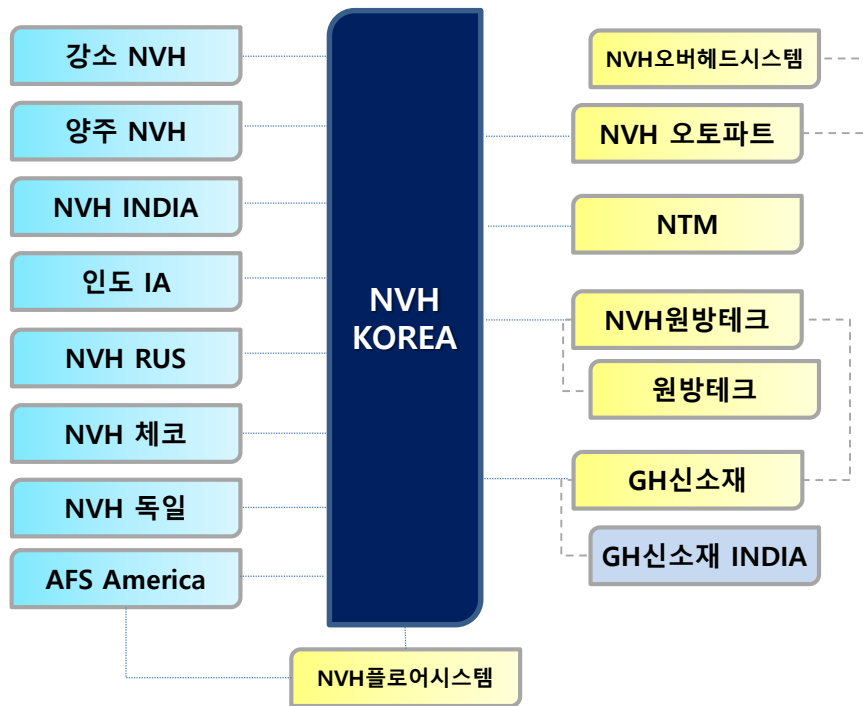 강소 NVH
양주 NVH
NVH INDIA
인도 IA
NVH RUS
NVH 체코
NVH 독일
AFS America
NVH
KOREA
NVH플로어시스템
NVH오버헤드시스템
NVH 오토파트
NTM
NVH원방테크
원방테크
GH신소재
GH신소재 INDIA